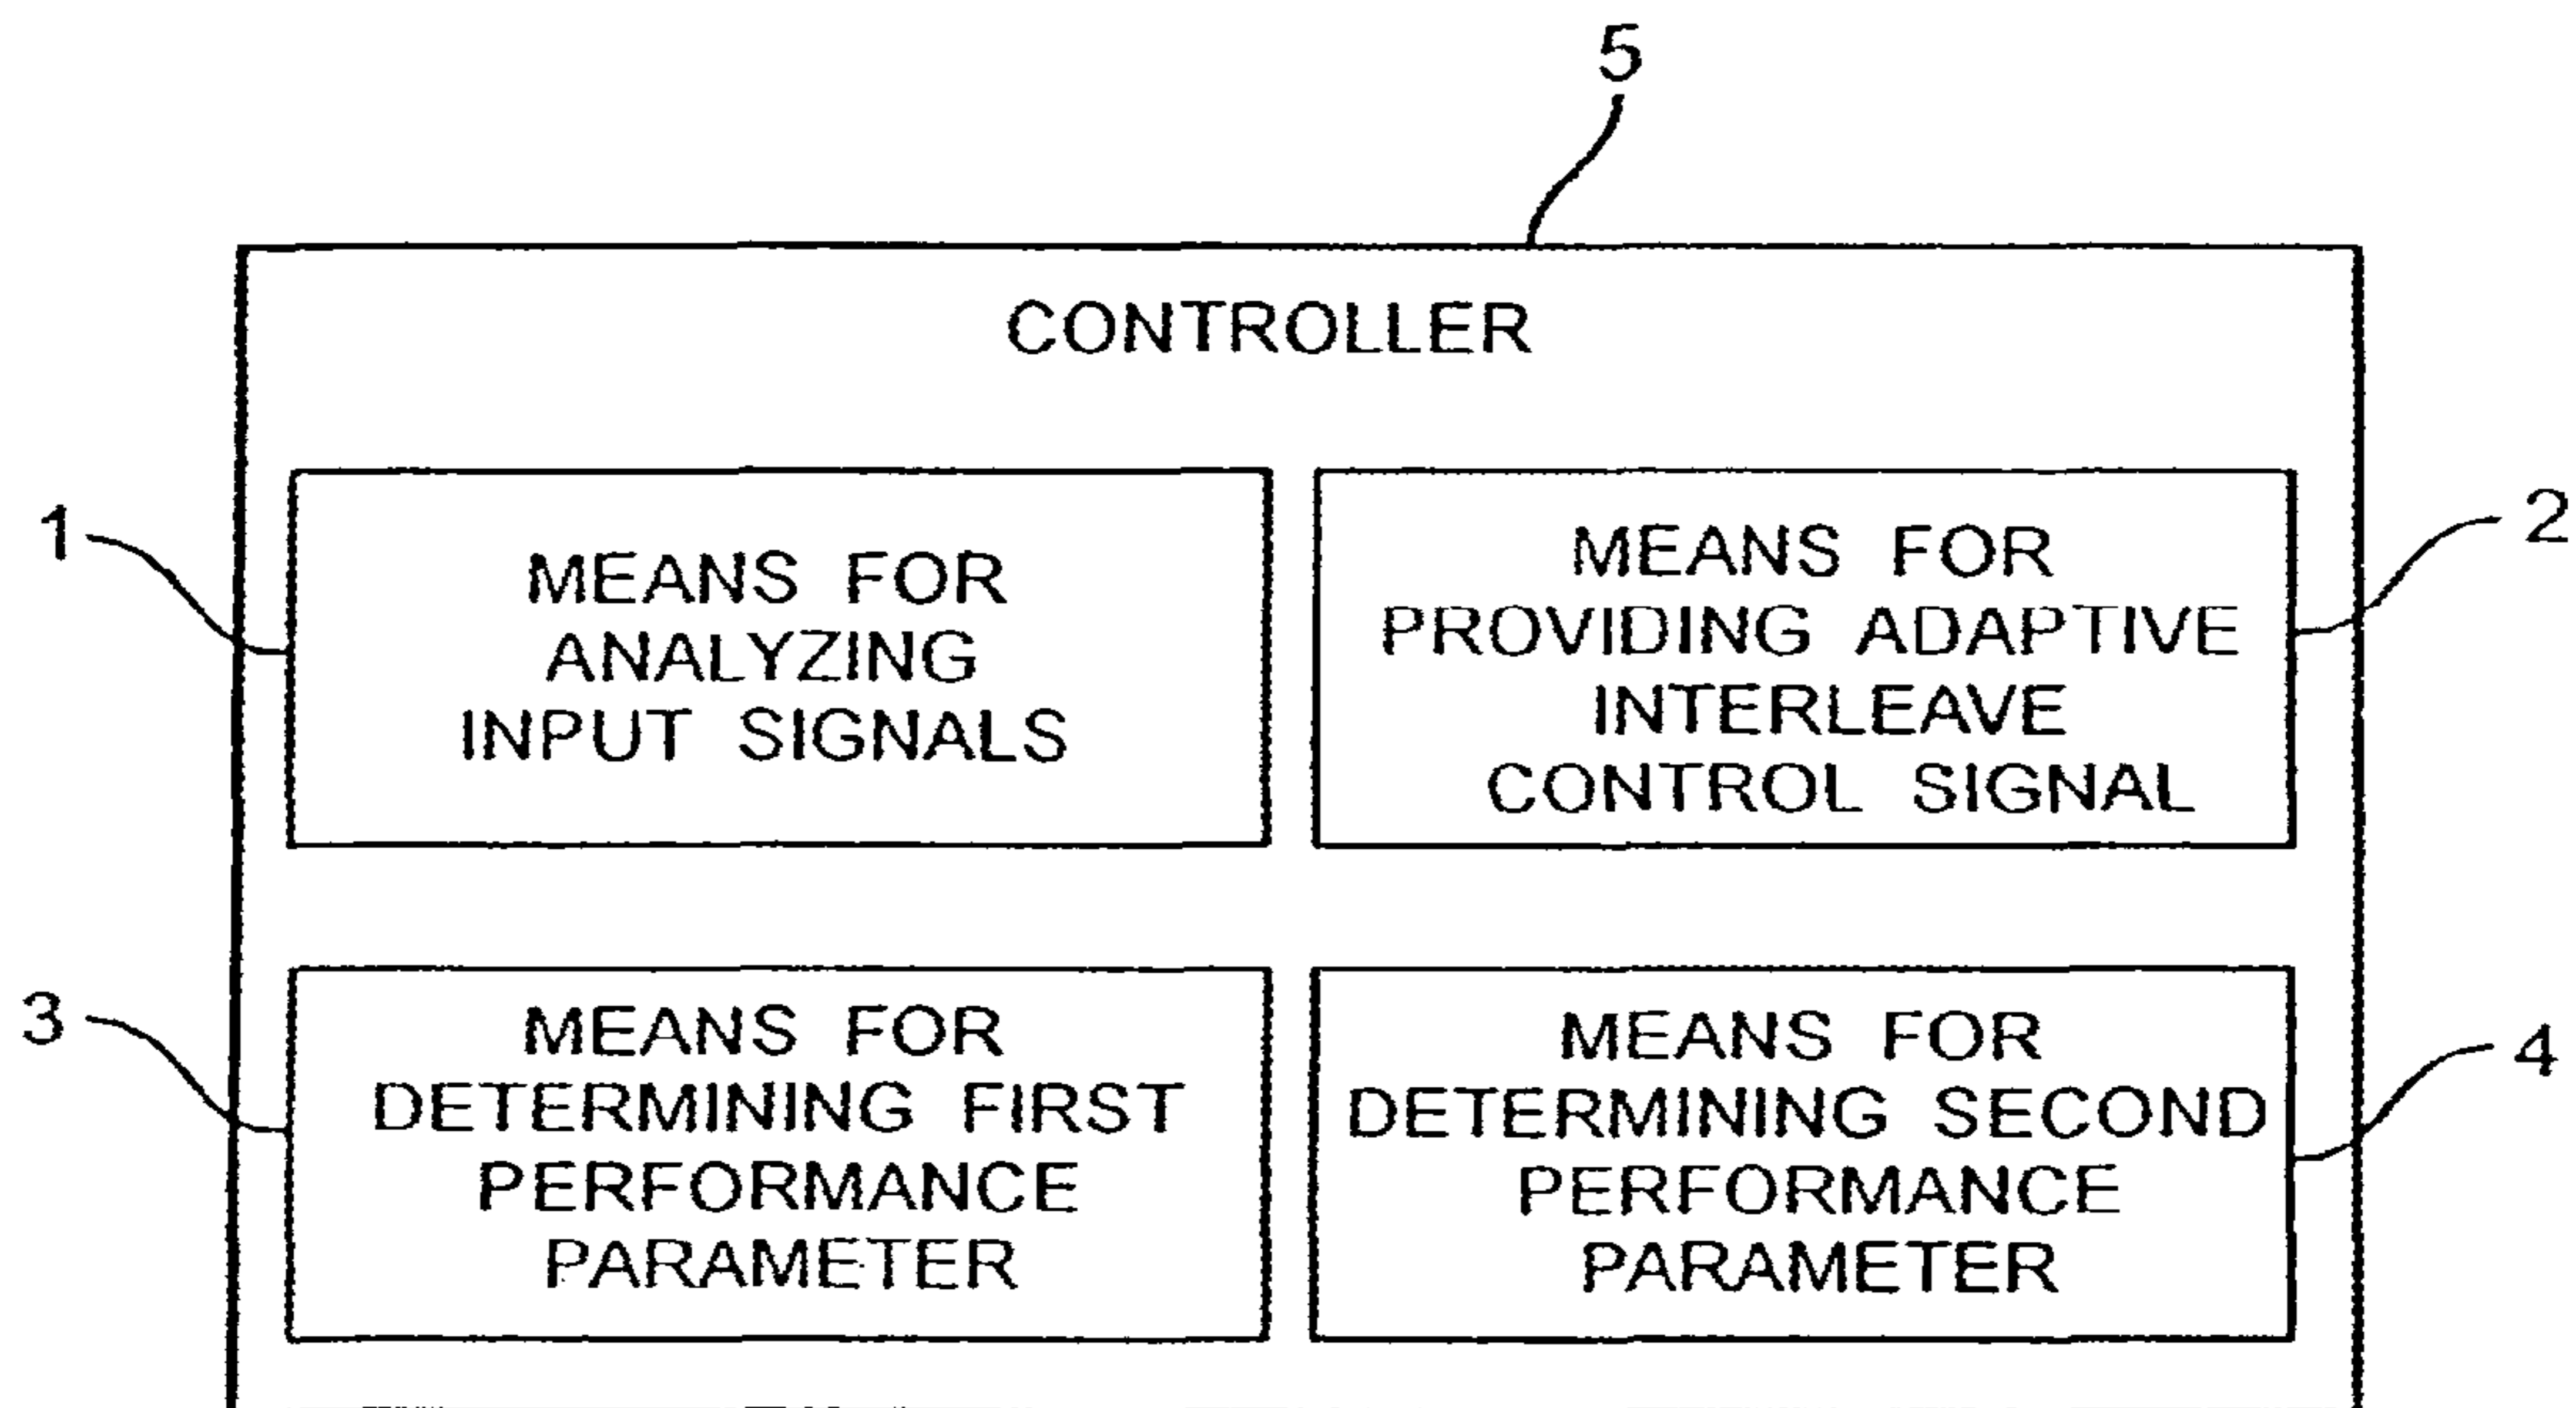 5
CONTROLLER
1
MEANS FOR
ANALYZING
INPUT SIGNALS
2
MEANS FOR
PROVIDING ADAPTIVE
INTERLEAVE
CONTROL SIGNAL
3
MEANS FOR
DETERMINING FIRST
PERFORMANCE
PARAMETER
4
MEANS FOR
DETERMINING SECOND
PERFORMANCE
PARAMETER